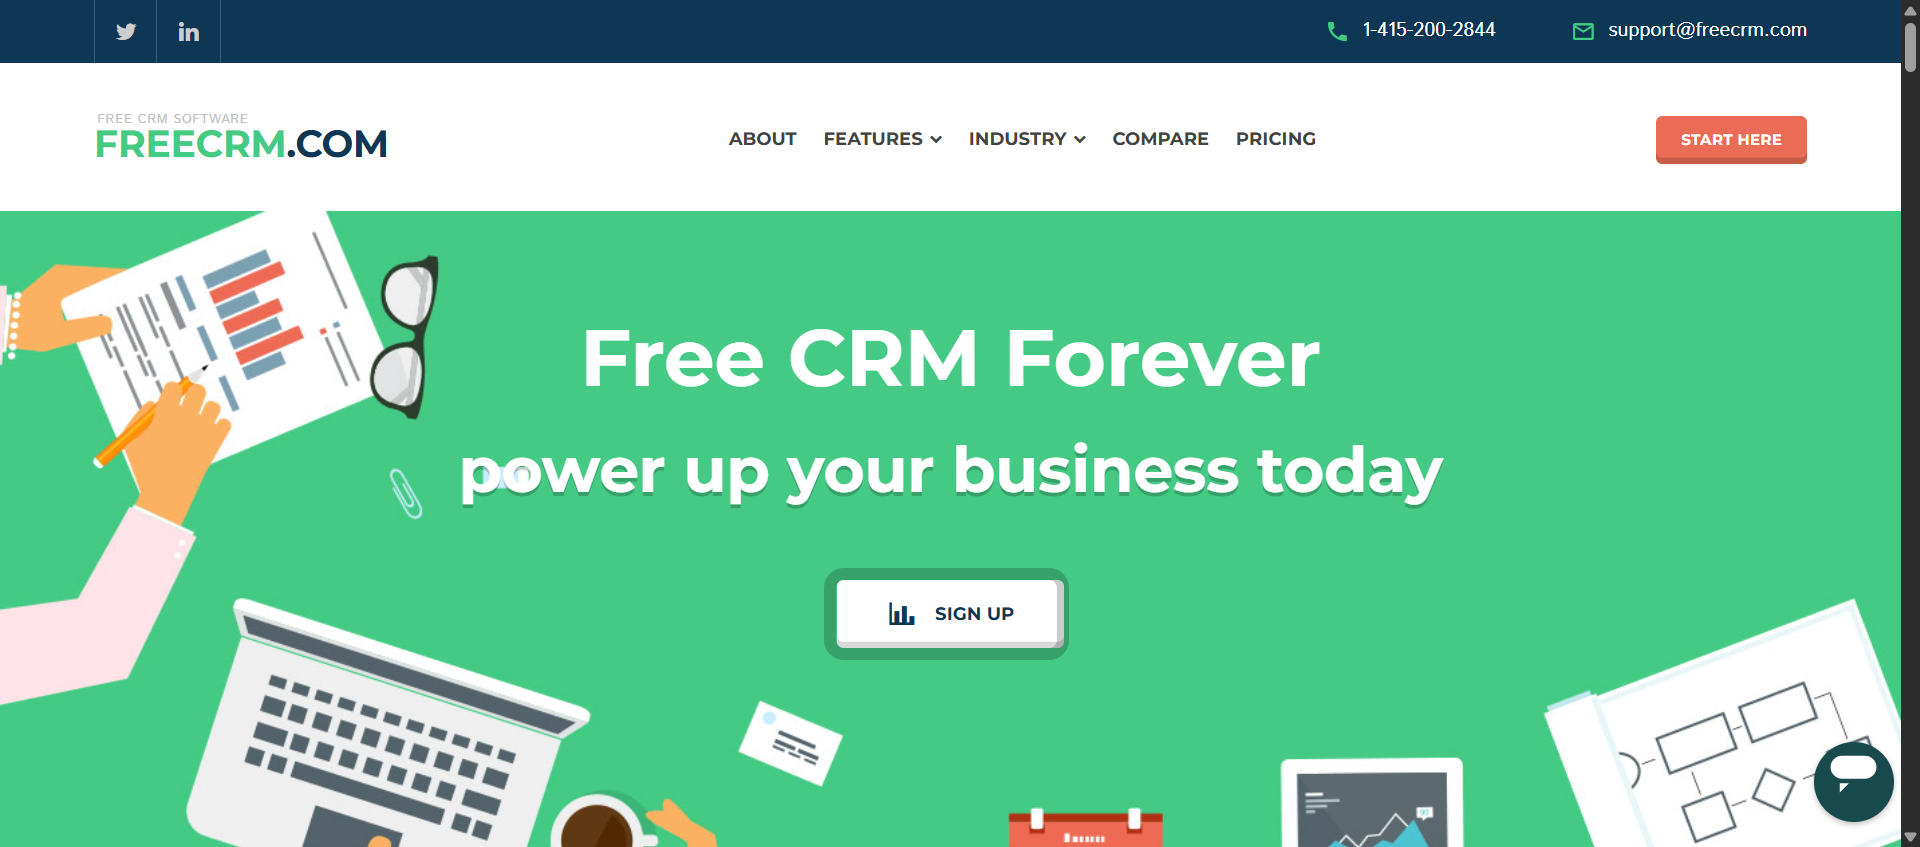 1-415-200-2844
support@freecrm.com
FREE CRM SOFTWARE
FREECRM.COM
ABOUT
FEATURES
INDUSTRY
COMPARE
PRICING
START HERE
Free CRM Forever
power up your business today
SIGN UP